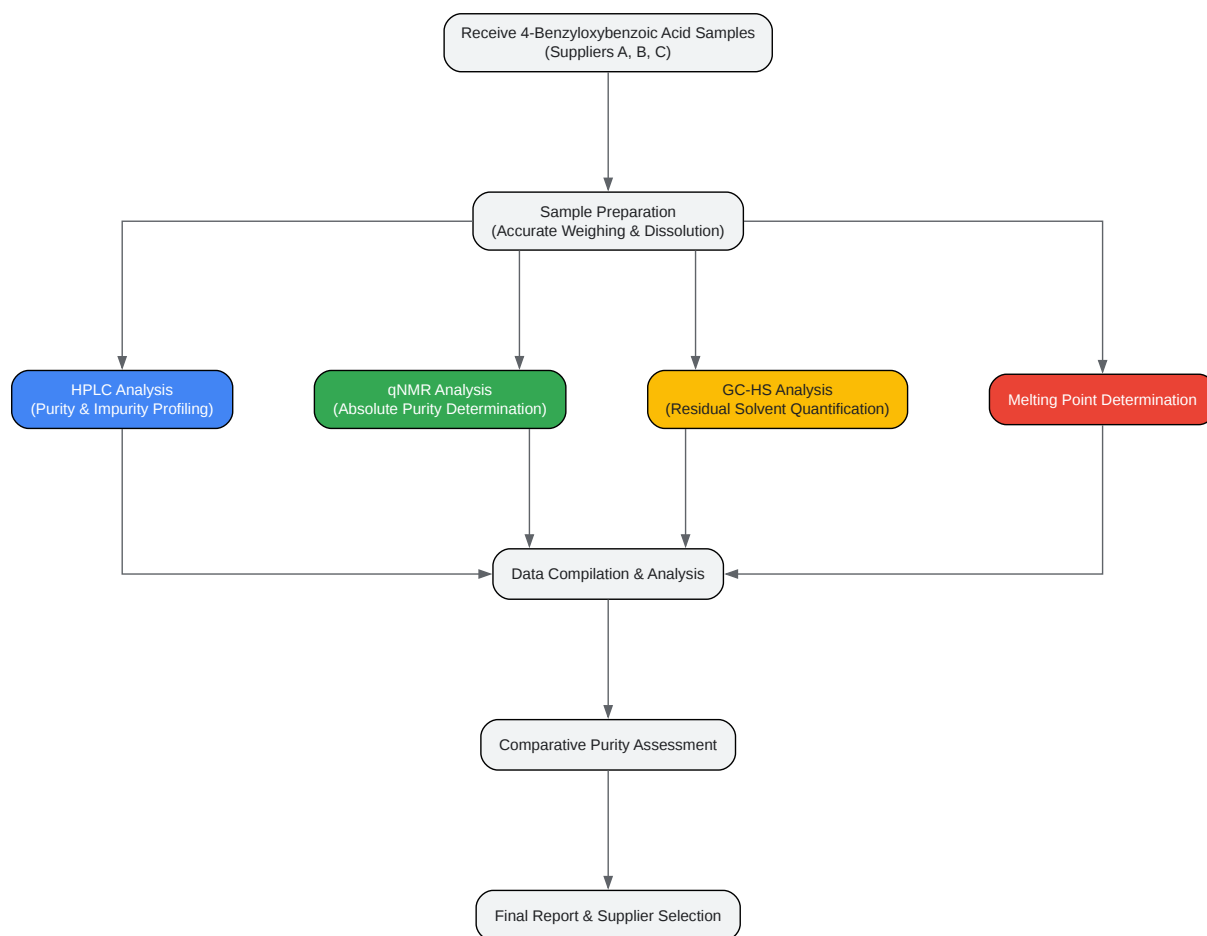 Receive 4-Benzyloxybenzoic Acid Samples
(Suppliers A, B, C)
Sample Preparation
(Accurate Weighing & Dissolution)
HPLC Analysis
(Purity & Impurity Profiling)
qNMR Analysis
(Absolute Purity Determination)
GC-HS Analysis
(Residual Solvent Quantification)
Melting Point Determination
Data Compilation & Analysis
Comparative Purity Assessment
Final Report & Supplier Selection